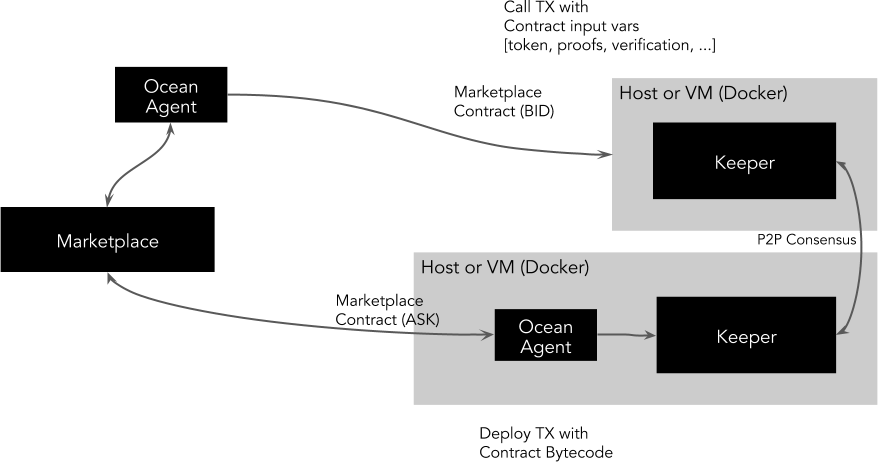 Call TX with
Contract input vars
[token, proofs, verification, ...]
Ocean
Agent
Marketplace
Contract (BID)
Host or VM (Docker)
Keeper
Marketplace
P2P Consensus
Host or VM (Docker)
Marketplace
Contract (ASK)
Ocean
Agent
Keeper
Deploy TX with
Contract Bytecode